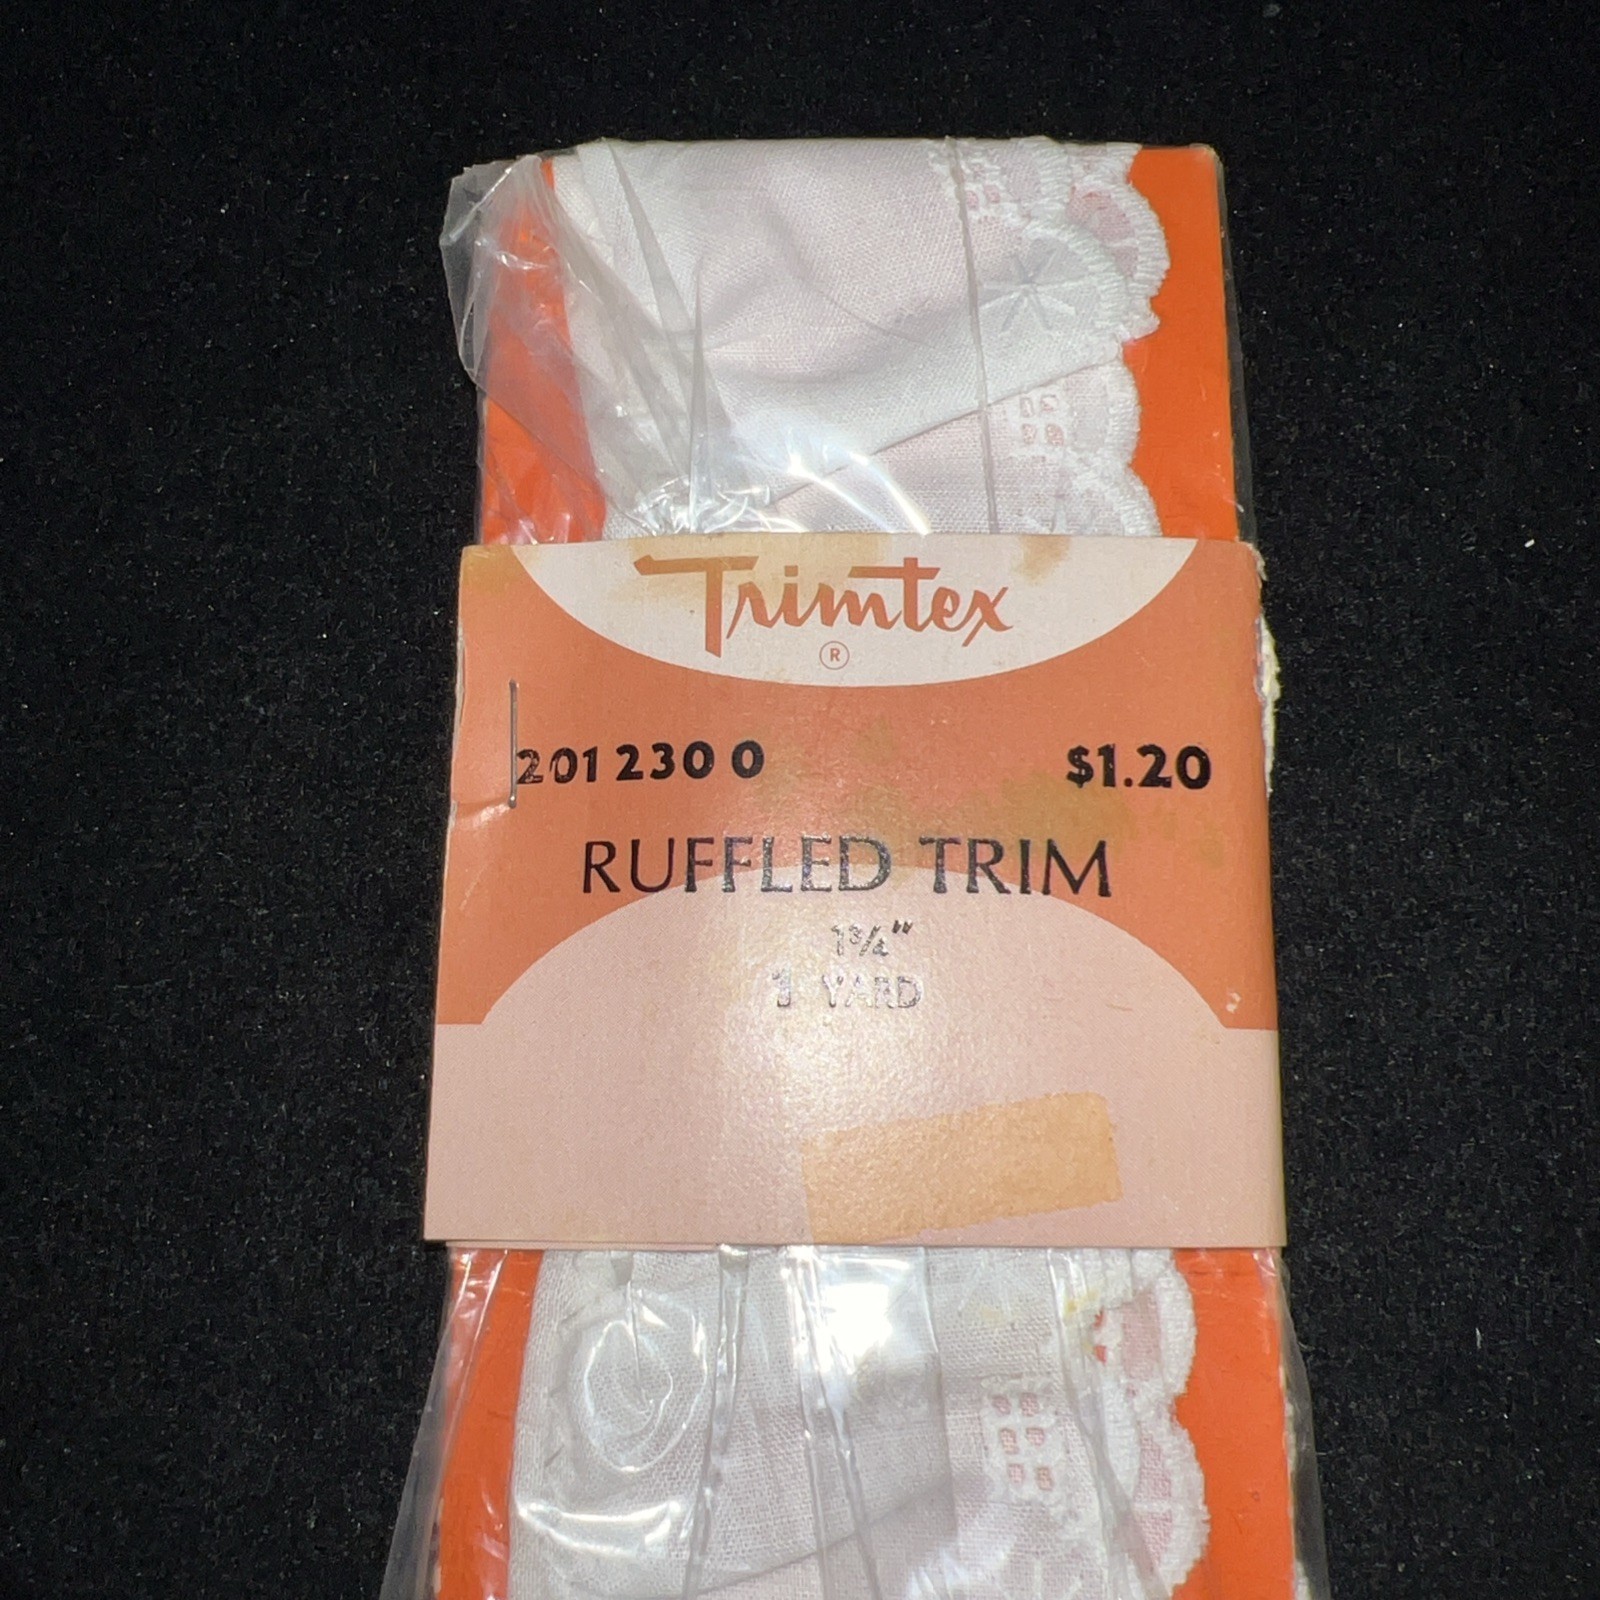 Trimtex
®
201 230 0 $1.20
RUFFLED TRIM
1¾"
1 YARD